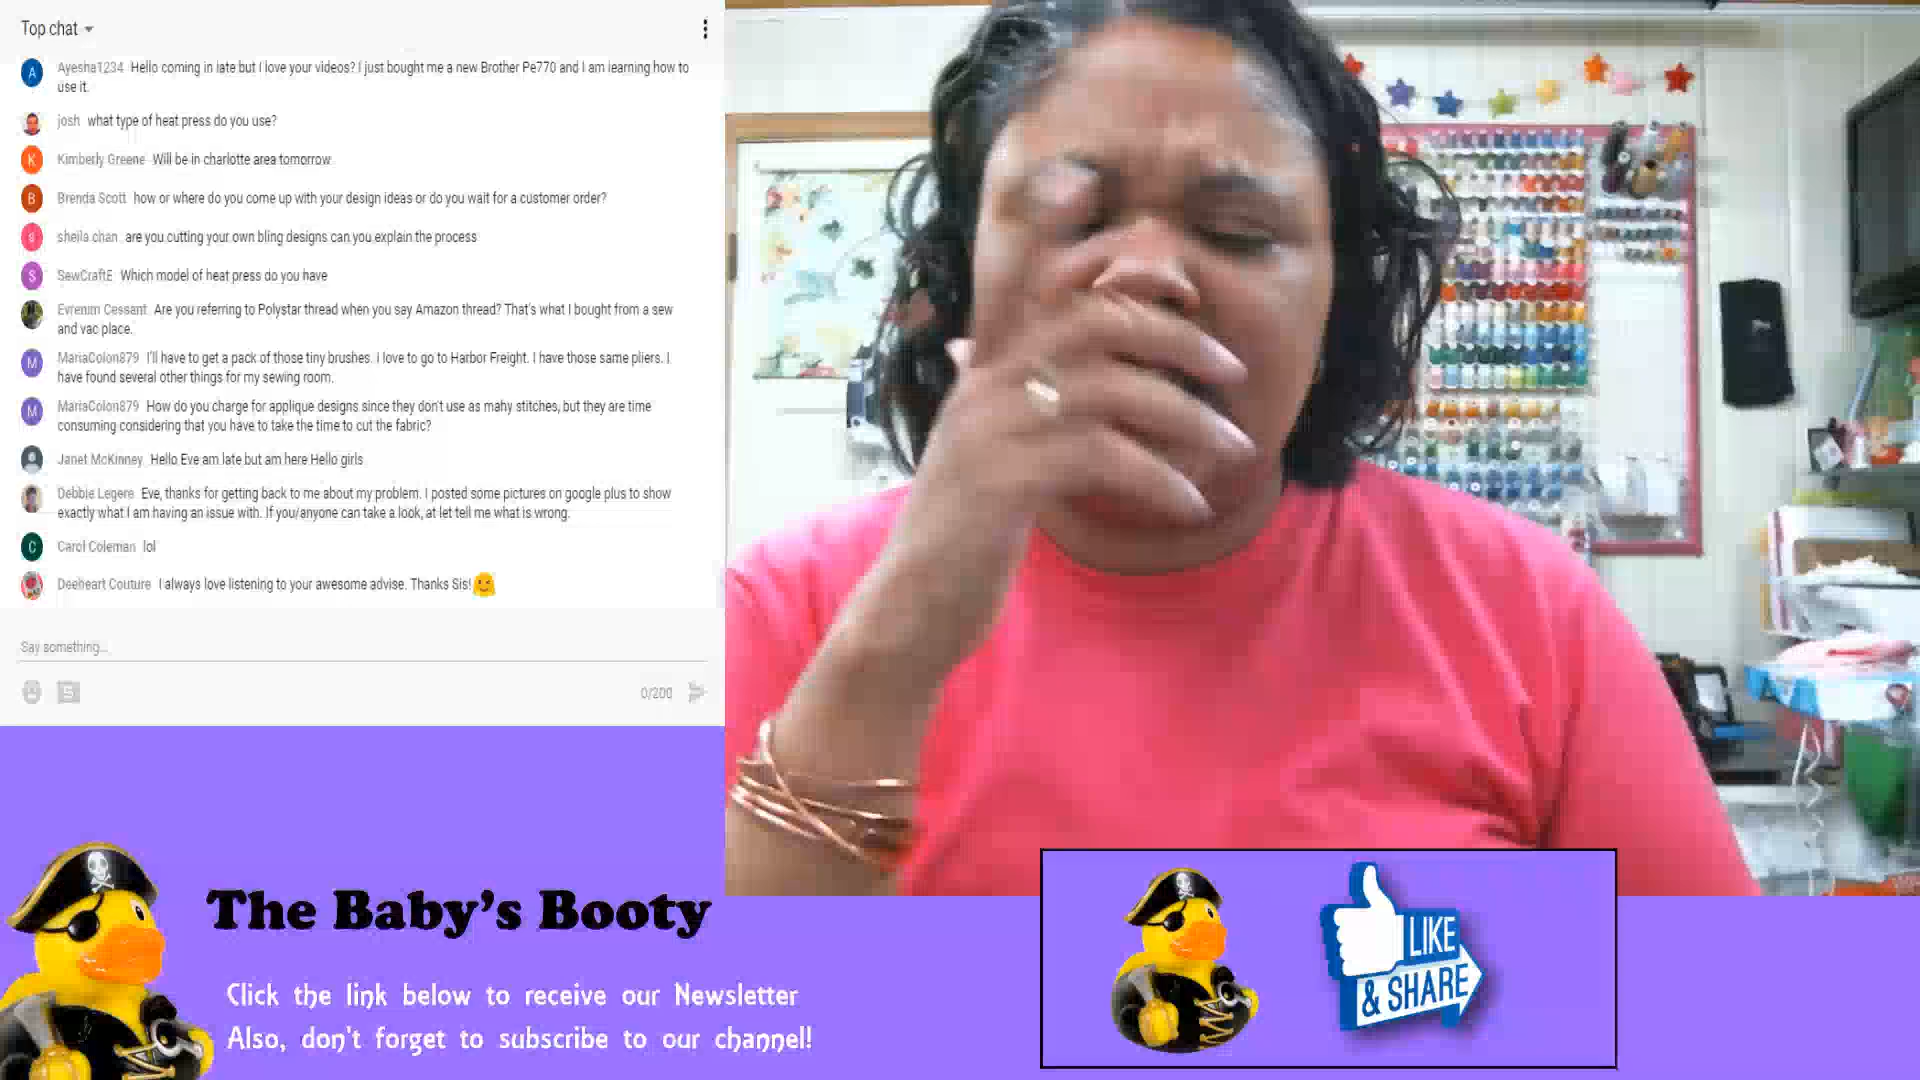 Top chat
Ayesha1234 Hello coming in late but I love your videos? I just bought me a new Brother Pe770 and I am learning how to
use it.
josh what type of heat press do you use?
Kimberly Greene Will be in charlotte area tomorrow
Brenda Scott how or where do you come up with your design ideas or do you wait for a customer order?
sheila chan are you cutting your own bling designs can you explain the process
SewCraftE Which model of heat press do you have
Evrenim Cessant Are you referring to Polystar thread when you say Amazon thread? That's what I bought from a sew
and vac place.
MariaColon879 I'll have to get a pack of those tiny brushes. I love to go to Harbor Freight. I have those same pliers. I
have found several other things for my sewing room.
MariaColon879 How do you charge for applique designs since they don't use as mahy stitches, but they are time
consuming considering that you have to take the time to cut the fabric?
Janet McKinney Hello Eve am late but am here Hello girls
Debbie Legere Eve, thanks for getting back to me about my problem. I posted some pictures on google plus to show
exactly what I am having an issue with. If you/anyone can take a look, at let tell me what is wrong.
Carol Coleman lol
Deeheart Couture I always love listening to your awesome advise. Thanks Sis!
Say something...
0/200
The Baby's Booty
Click the link below to receive our Newsletter
Also, don't forget to subscribe to our channel!
LIKE
& SHARE